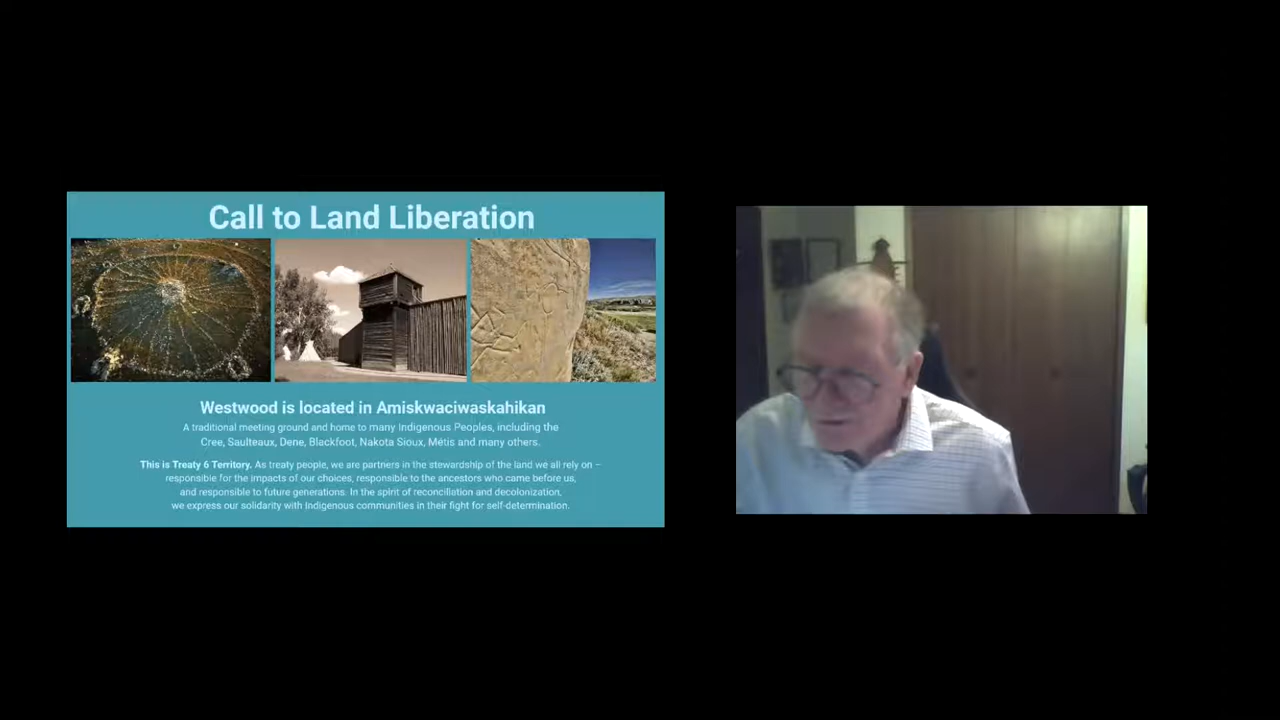 Call to Land Liberation
Westwood is located in Amiskwaciwaskahikan
A traditional meeting ground and home to many Indigenous Peoples, including the
Cree, Saulteaux, Dene, Blackfoot, Nakota Sioux, Métis and many others.
This is Treaty 6 Territory. As treaty people, we are partners in the stewardship of the land we all rely on –
responsible for the impacts of our choices, responsible to the ancestors who came before us,
and responsible to future generations. In the spirit of reconciliation and decolonization,
we express our solidarity with Indigenous communities in their fight for self-determination.